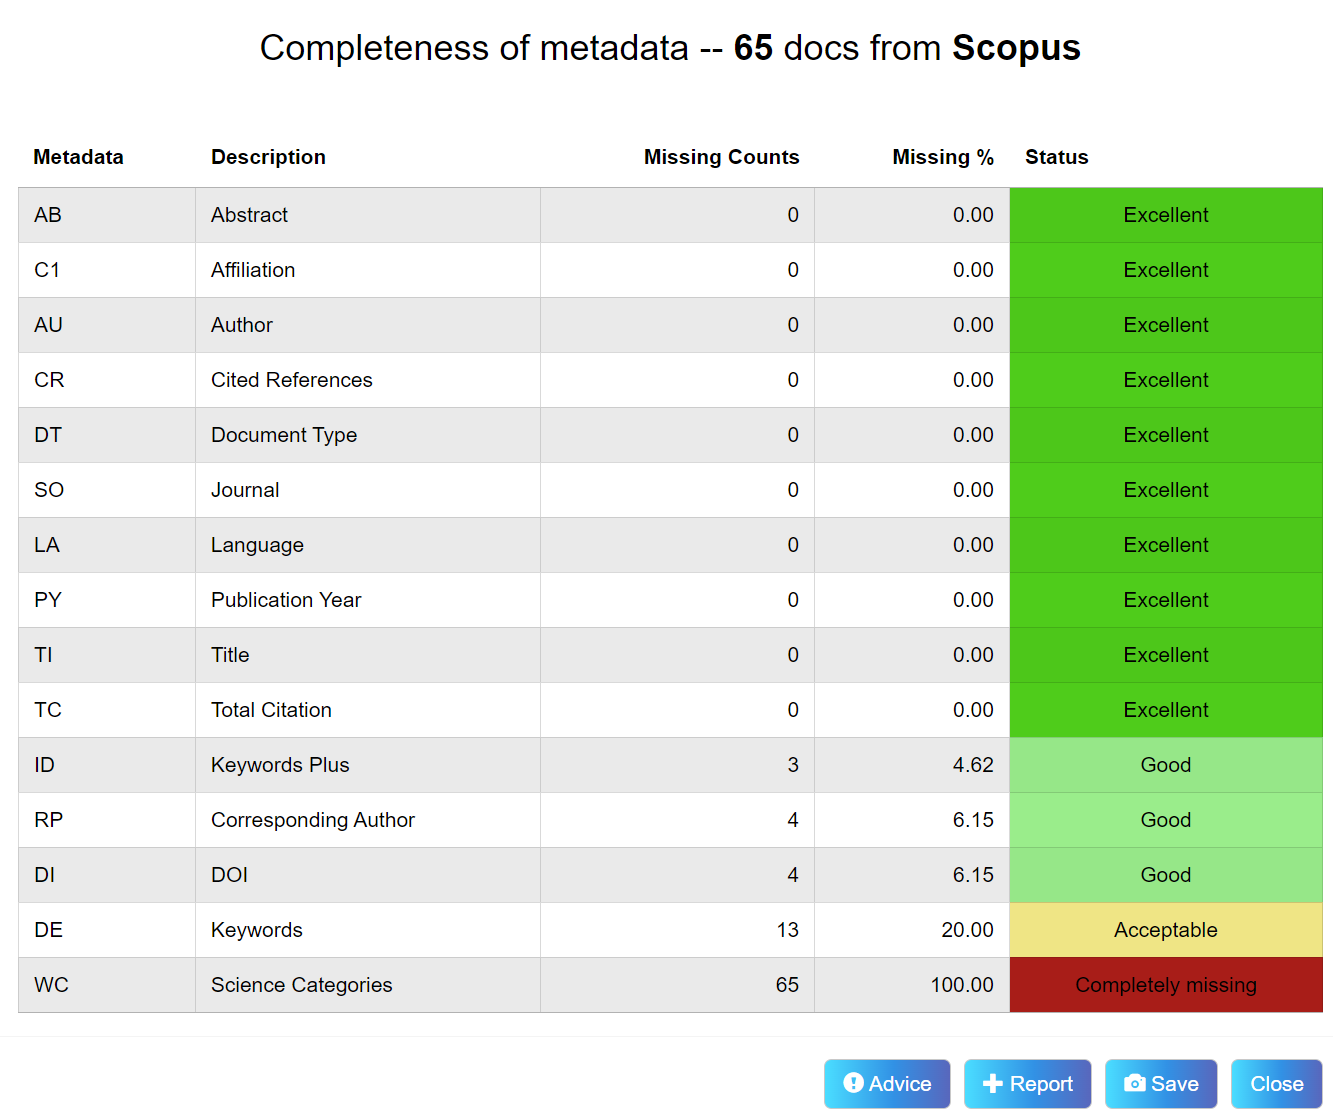 Completeness of metadata -- 65 docs from Scopus
Metadata Description Missing Counts Missing % Status
AB Abstract 0 0.00 Excellent
C1 Affiliation 0 0.00 Excellent
AU Author 0 0.00 Excellent
CR Cited References 0 0.00 Excellent
DT Document Type 0 0.00 Excellent
SO Journal 0 0.00 Excellent
LA Language 0 0.00 Excellent
PY Publication Year 0 0.00 Excellent
TI Title 0 0.00 Excellent
TC Total Citation 0 0.00 Excellent
ID Keywords Plus 3 4.62 Good
RP Corresponding Author 4 6.15 Good
DI DOI 4 6.15 Good
DE Keywords 13 20.00 Acceptable
WC Science Categories 65 100.00 Completely missing
Advice Report Save Close